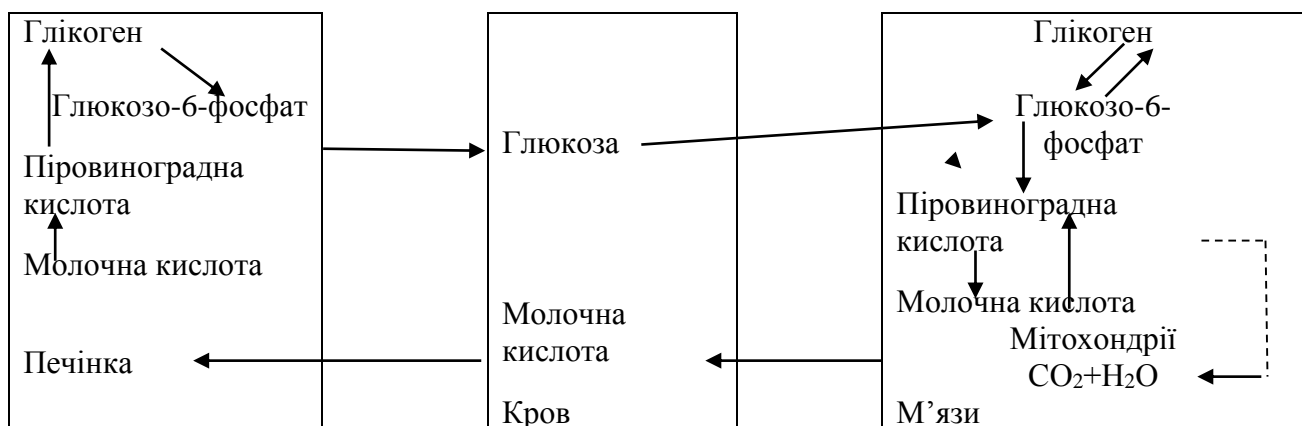 Глікоген
Глюкозо-6-фосфат
Піровиноградна
кислота
Молочна кислота
Печінка
Глюкоза
Молочна
кислота
Кров
Глікоген
Глюкозо-6-
фосфат
Піровиноградна
кислота
Молочна кислота
Мітохондрії
CO₂+H₂O
М’язи